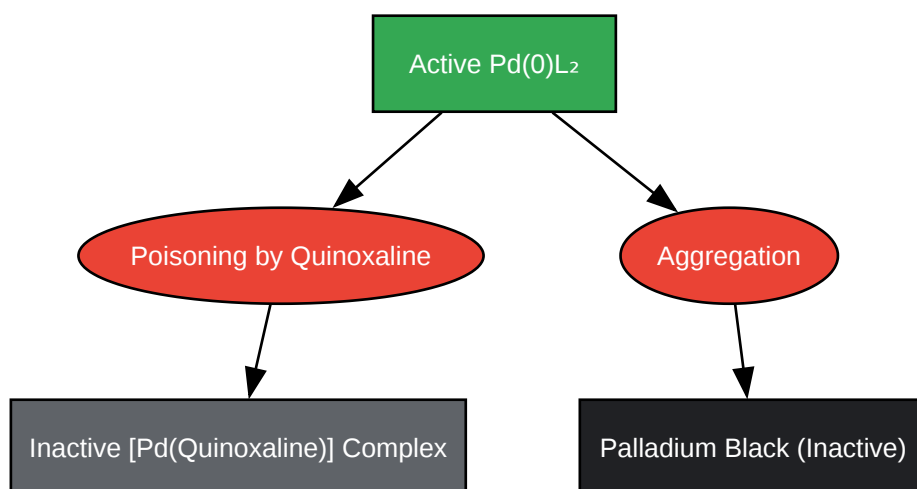 Active Pd(0)L₂
Poisoning by Quinoxaline
Aggregation
Inactive [Pd(Quinoxaline)] Complex
Palladium Black (Inactive)